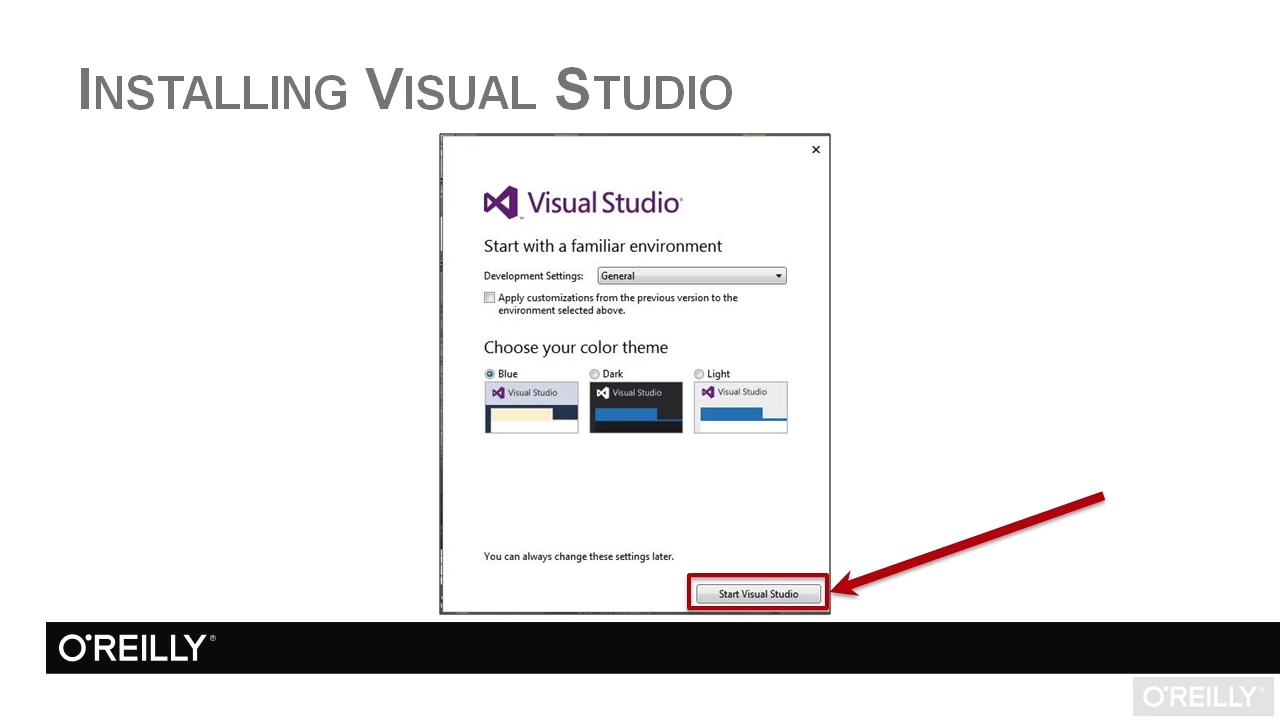 INSTALLING VISUAL STUDIO
Visual Studio
Start with a familiar environment
Development Settings: General
Apply customizations from the previous version to the
environment selected above.
Choose your color theme
Blue Dark Light
Visual Studio Visual Studio Visual Studio
You can always change these settings later.
Start Visual Studio
O'REILLY®
O'REILLY®